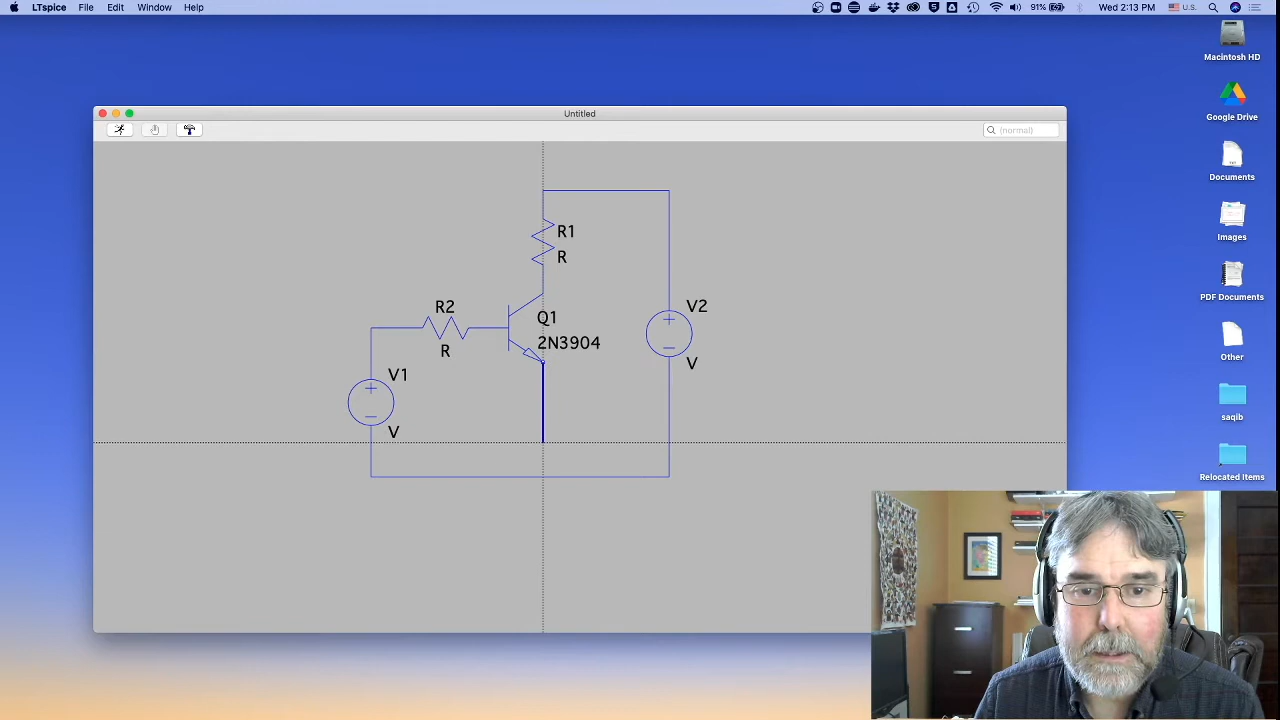 LTspice File Edit Window Help
91%
Wed 2:13 PM
U.S.
Macintosh HD
Google Drive
Documents
Images
PDF Documents
Other
saqib
Relocated Items
Untitled
(normal)
R1
R
R2
R
Q1
2N3904
V2
V
V1
V